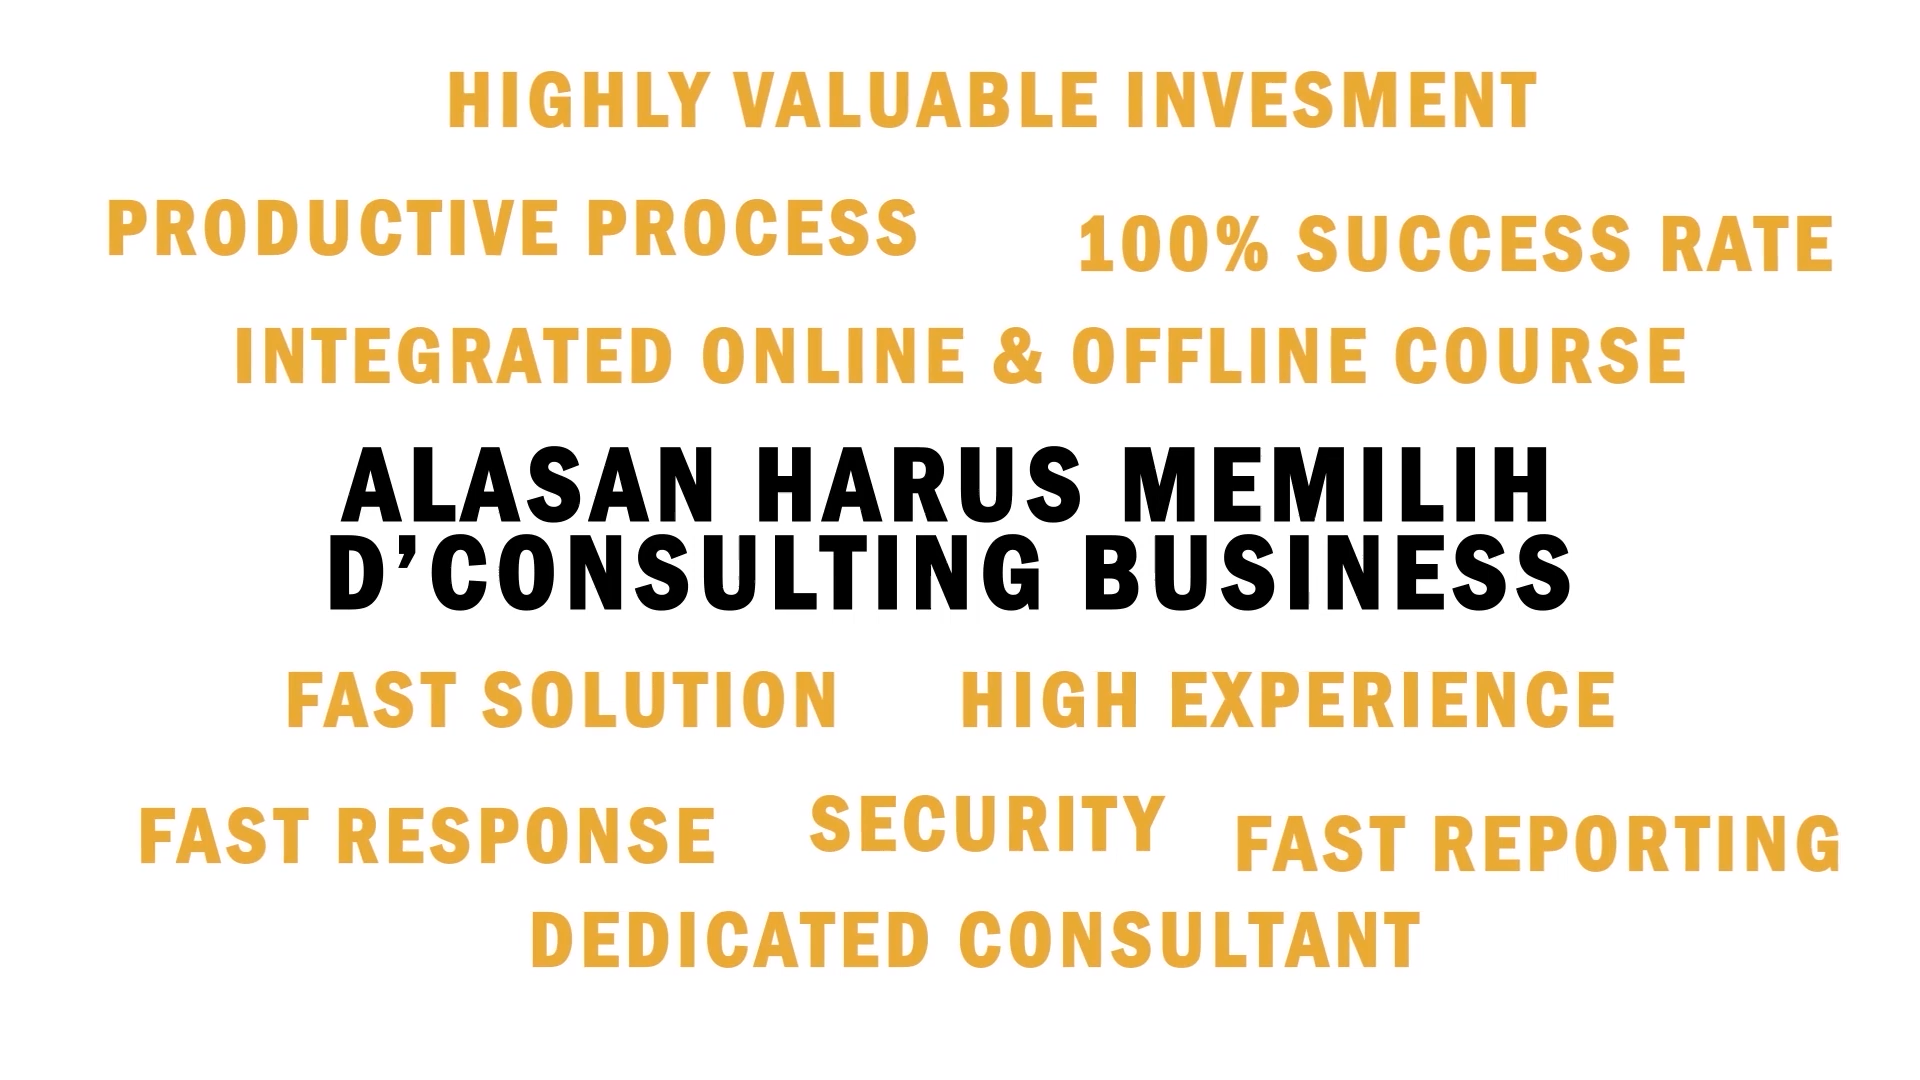 HIGHLY VALUABLE INVESMENT
PRODUCTIVE PROCESS
100% SUCCESS RATE
INTEGRATED ONLINE & OFFLINE COURSE
ALASAN HARUS MEMILIH
D’CONSULTING BUSINESS
FAST SOLUTION
HIGH EXPERIENCE
FAST RESPONSE
SECURITY
FAST REPORTING
DEDICATED CONSULTANT